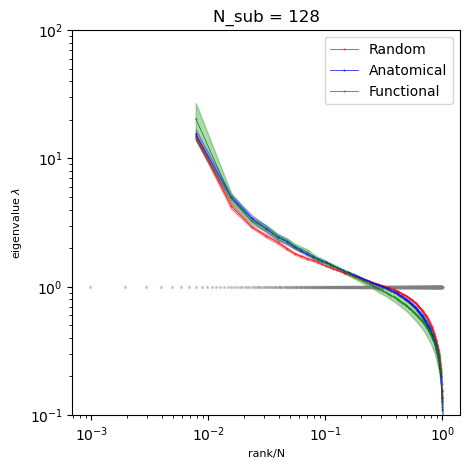 N_sub = 128
Random
Anatomical
Functional
10²
10¹
10⁰
10⁻¹
eigenvalue λ
10⁻³
10⁻²
10⁻¹
10⁰
rank/N